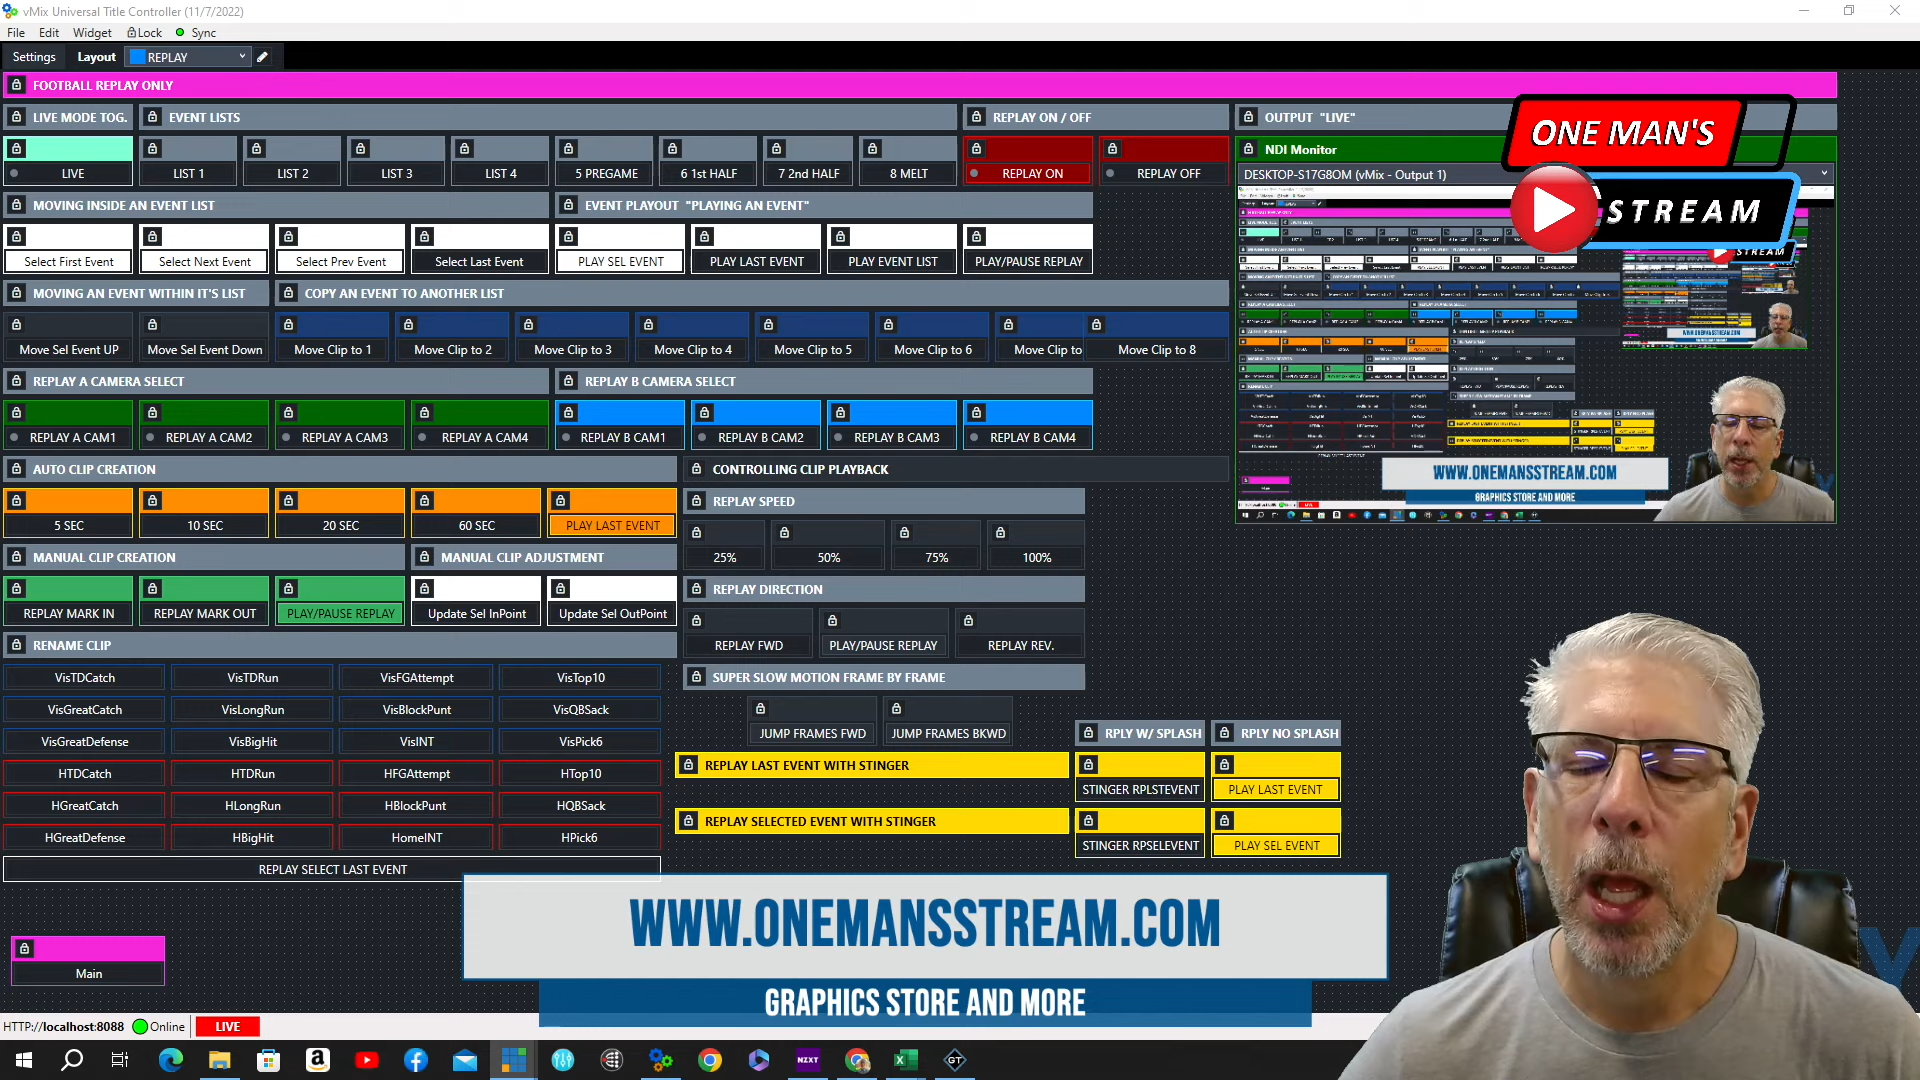 vMix Universal Title Controller (11/7/2022)
File Edit Widget Lock Sync
Settings Layout REPLAY
FOOTBALL REPLAY ONLY
LIVE MODE TOG. EVENT LISTS REPLAY ON / OFF OUTPUT "LIVE"
ONE MAN'S
STREAM
NDI Monitor
LIVE LIST 1 LIST 2 LIST 3 LIST 4 5 PREGAME 6 1st HALF 7 2nd HALF 8 MELT REPLAY ON REPLAY OFF
DESKTOP-S17G8OM (vMix - Output 1)
MOVING INSIDE AN EVENT LIST EVENT PLAYOUT "PLAYING AN EVENT"
Select First Event Select Next Event Select Prev Event Select Last Event PLAY SEL EVENT PLAY LAST EVENT PLAY EVENT LIST PLAY/PAUSE REPLAY
MOVING AN EVENT WITHIN IT'S LIST COPY AN EVENT TO ANOTHER LIST
Move Sel Event UP Move Sel Event Down Move Clip to 1 Move Clip to 2 Move Clip to 3 Move Clip to 4 Move Clip to 5 Move Clip to 6 Move Clip to Move Clip to 8
REPLAY A CAMERA SELECT REPLAY B CAMERA SELECT
REPLAY A CAM1 REPLAY A CAM2 REPLAY A CAM3 REPLAY A CAM4 REPLAY B CAM1 REPLAY B CAM2 REPLAY B CAM3 REPLAY B CAM4
WWW.ONEMANSSTREAM.COM
GRAPHICS STORE AND MORE
AUTO CLIP CREATION CONTROLLING CLIP PLAYBACK
REPLAY SPEED
5 SEC 10 SEC 20 SEC 60 SEC PLAY LAST EVENT
25% 50% 75% 100%
MANUAL CLIP CREATION MANUAL CLIP ADJUSTMENT
REPLAY DIRECTION
REPLAY MARK IN REPLAY MARK OUT PLAY/PAUSE REPLAY Update Sel InPoint Update Sel OutPoint
REPLAY FWD PLAY/PAUSE REPLAY REPLAY REV.
RENAME CLIP
SUPER SLOW MOTION FRAME BY FRAME
VisTDCatch VisTDRun VisFGAttempt VisTop10
VisGreatCatch VisLongRun VisBlockPunt VisQBSack
JUMP FRAMES FWD JUMP FRAMES BKWD RPLY W/ SPLASH RPLY NO SPLASH
VisGreatDefense VisBigHit VisINT VisPick6
REPLAY LAST EVENT WITH STINGER
HTDCatch HTDRun HFGAttempt HTop10
STINGER RPLSTEVENT PLAY LAST EVENT
HGreatCatch HLongRun HBlockPunt HQBSack
REPLAY SELECTED EVENT WITH STINGER
HGreatDefense HBigHit HomeINT HPick6
STINGER RPSELEVENT PLAY SEL EVENT
REPLAY SELECT LAST EVENT
WWW.ONEMANSSTREAM.COM
GRAPHICS STORE AND MORE
Main
HTTP://localhost:8088 Online LIVE
NZXT
GT